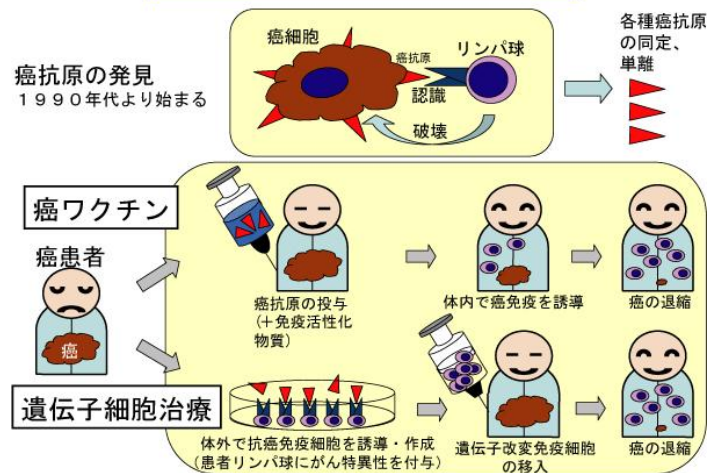 癌細胞
癌抗原
リンパ球
認識
破壊
各種癌抗原
の同定、
単離
癌抗原の発見
１９９０年代より始まる
癌ワクチン
癌患者
癌
癌抗原の投与
(＋免疫活性化
物質)
体内で癌免疫を誘導
癌の退縮
遺伝子細胞治療
体外で抗癌免疫細胞を誘導・作成
(患者リンパ球にがん特異性を付与)
遺伝子改変免疫細胞
の移入
癌の退縮